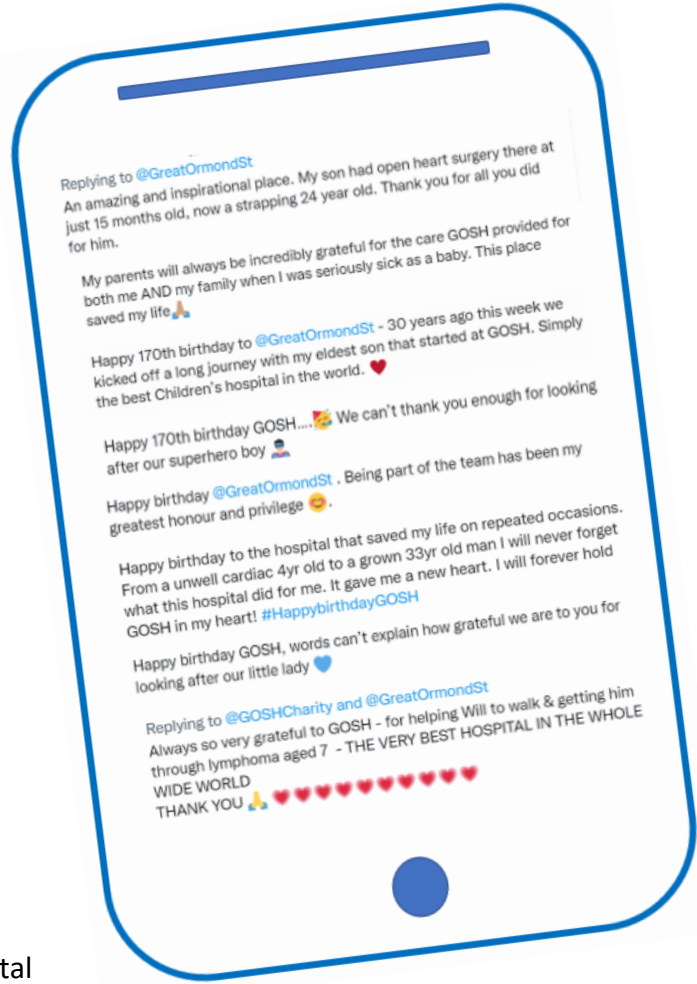 Replying to @GreatOrmondSt
An amazing and inspirational place. My son had open heart surgery there at
just 15 months old, now a strapping 24 year old. Thank you for all you did
for him.
My parents will always be incredibly grateful for the care GOSH provided for
both me AND my family when I was seriously sick as a baby. This place
saved my life🙏🏽
Happy 170th birthday to @GreatOrmondSt - 30 years ago this week we
kicked off a long journey with my eldest son that started at GOSH. Simply
the best Children's hospital in the world. ♥️
Happy 170th birthday GOSH....🥳 We can't thank you enough for looking
after our superhero boy 🦸🏻‍♂️
Happy birthday @GreatOrmondSt . Being part of the team has been my
greatest honour and privilege 😊.
Happy birthday to the hospital that saved my life on repeated occasions.
From a unwell cardiac 4yr old to a grown 33yr old man I will never forget
what this hospital did for me. It gave me a new heart. I will forever hold
GOSH in my heart! #HappybirthdayGOSH
Happy birthday GOSH, words can't explain how grateful we are to you for
looking after our little lady 💙
Replying to @GOSHCharity and @GreatOrmondSt
Always so very grateful to GOSH - for helping Will to walk & getting him
through lymphoma aged 7 - THE VERY BEST HOSPITAL IN THE WHOLE
WIDE WORLD
THANK YOU 🙏 ❤️❤️❤️❤️❤️❤️❤️❤️❤️❤️
tal